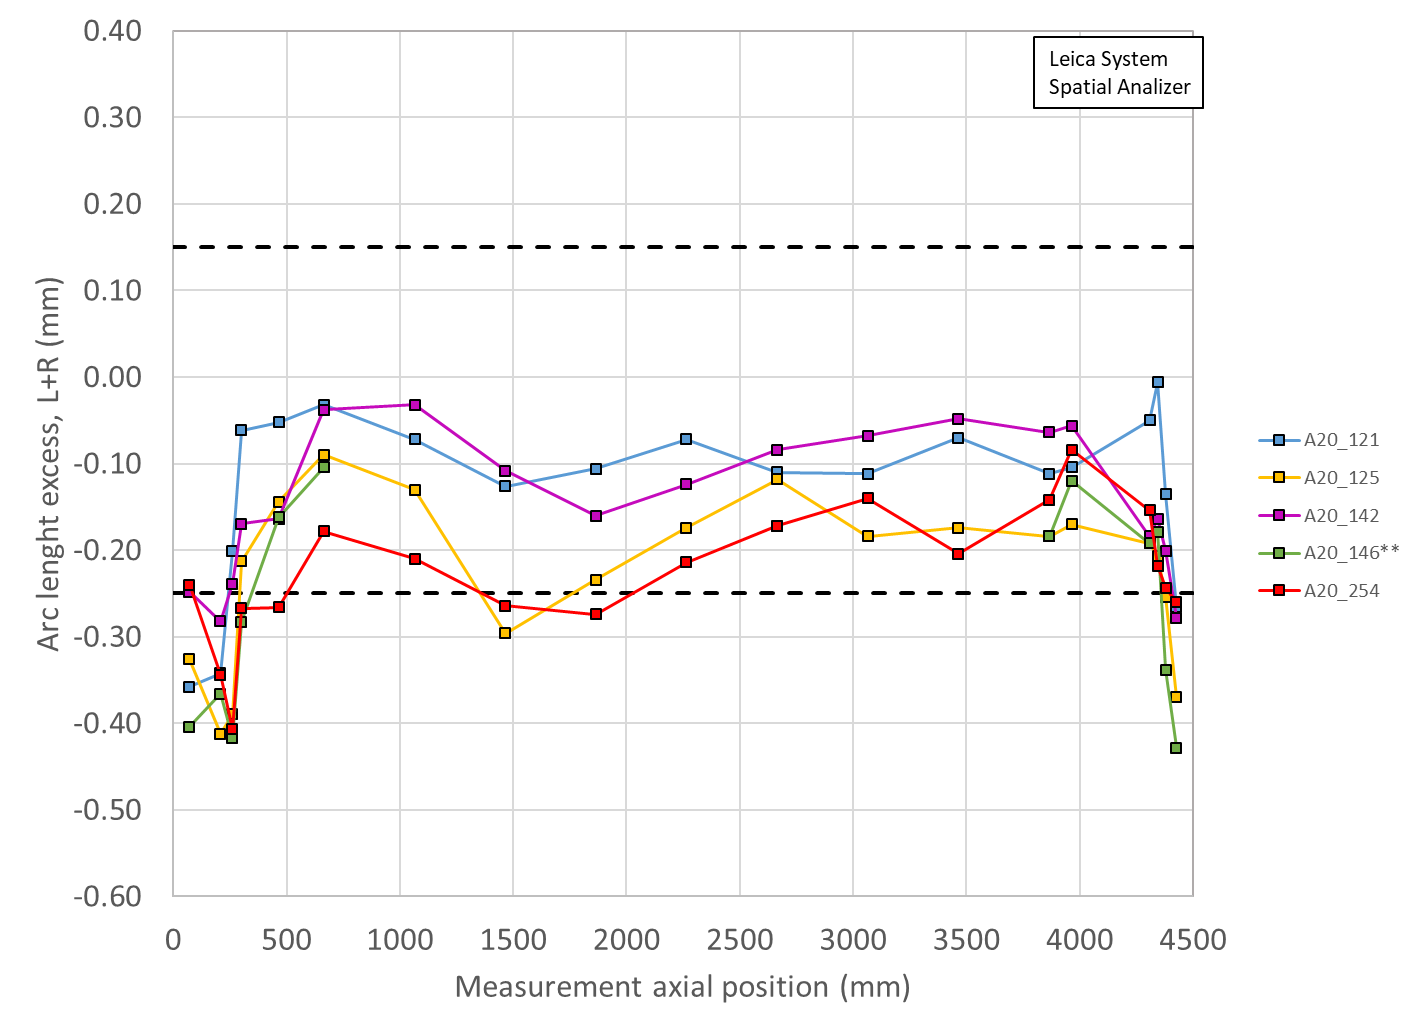 0.40
0.30
0.20
0.10
0.00
-0.10
-0.20
-0.30
-0.40
-0.50
-0.60
Arc lenght excess, L+R (mm)
Leica System
Spatial Analizer
A20_121
A20_125
A20_142
A20_146**
A20_254
0 500 1000 1500 2000 2500 3000 3500 4000 4500
Measurement axial position (mm)